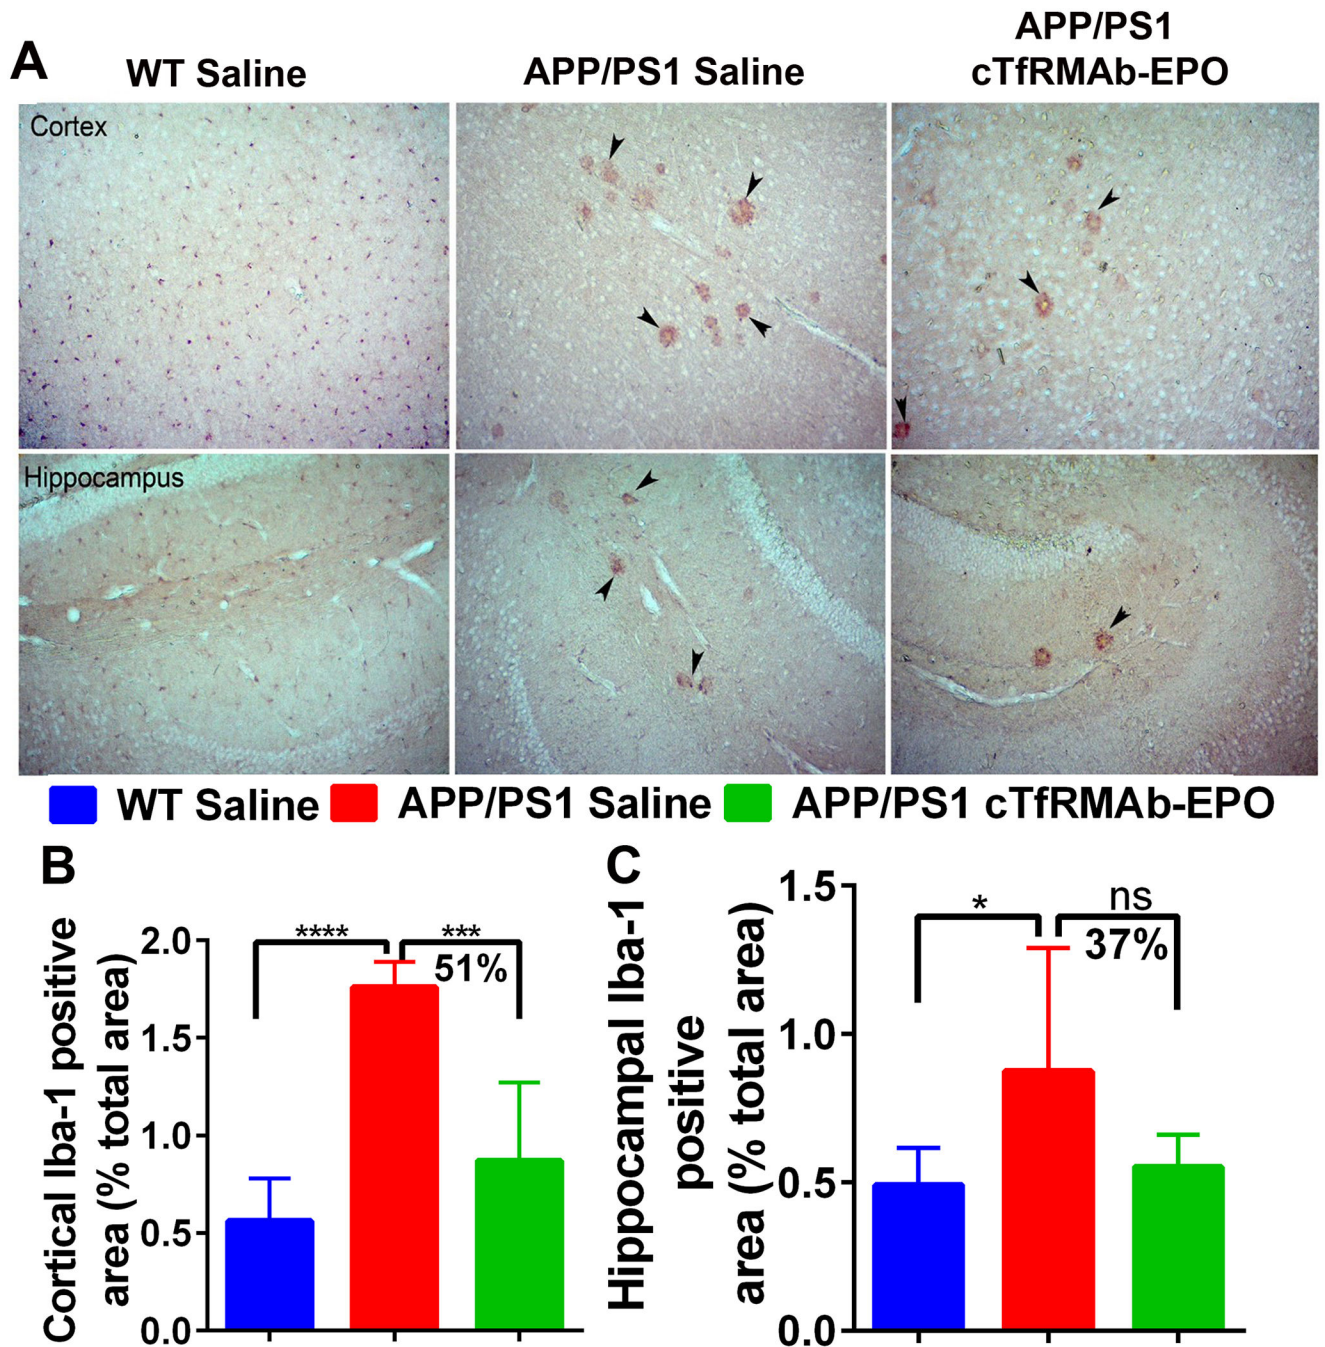 A
WT Saline
APP/PS1 Saline
APP/PS1
cTfRMAb-EPO
Cortex
Hippocampus
WT Saline
APP/PS1 Saline
APP/PS1 cTfRMAb-EPO
B
Cortical Iba-1 positive
area (% total area)
2.0
1.5
1.0
0.5
0.0
****
***
51%
C
Hippocampal Iba-1
positive
area (% total area)
1.5
1.0
0.5
0.0
*
ns
37%